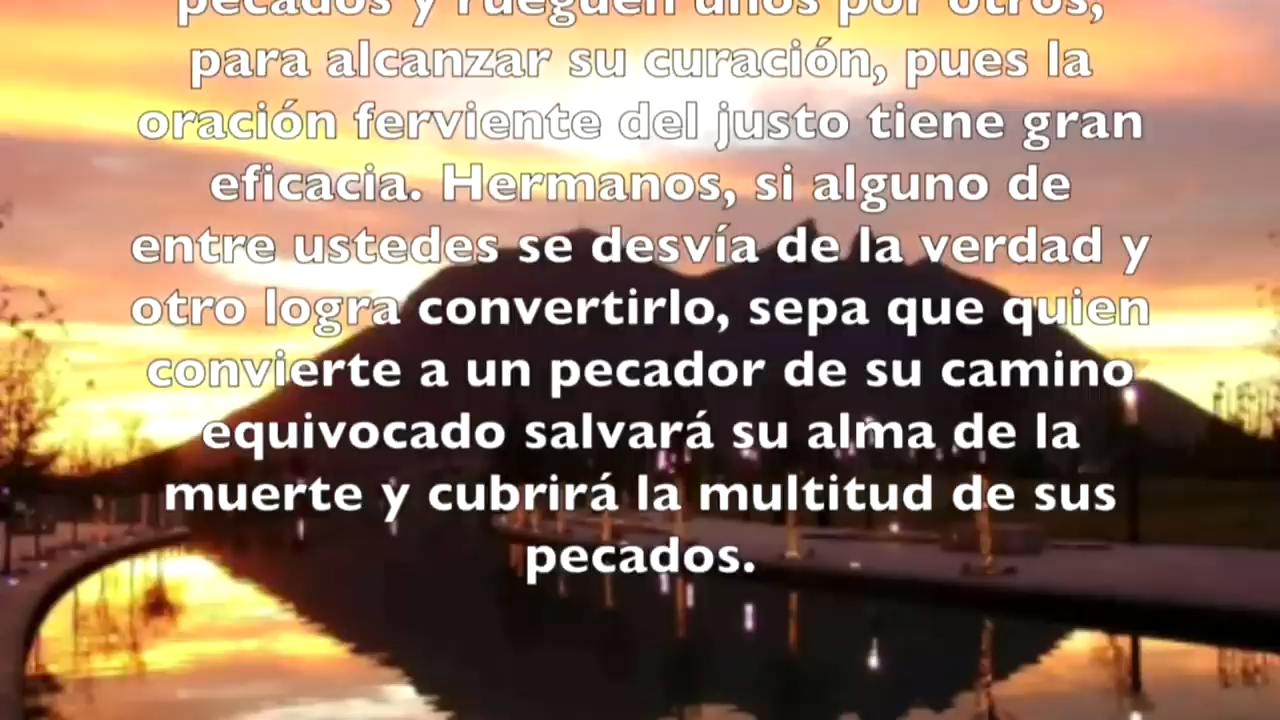 pecados y rueguen unos por otros,
para alcanzar su curación, pues la
oración ferviente del justo tiene gran
eficacia. Hermanos, si alguno de
entre ustedes se desvía de la verdad y
otro logra convertirlo, sepa que quien
convierte a un pecador de su camino
equivocado salvará su alma de la
muerte y cubrirá la multitud de sus
pecados.